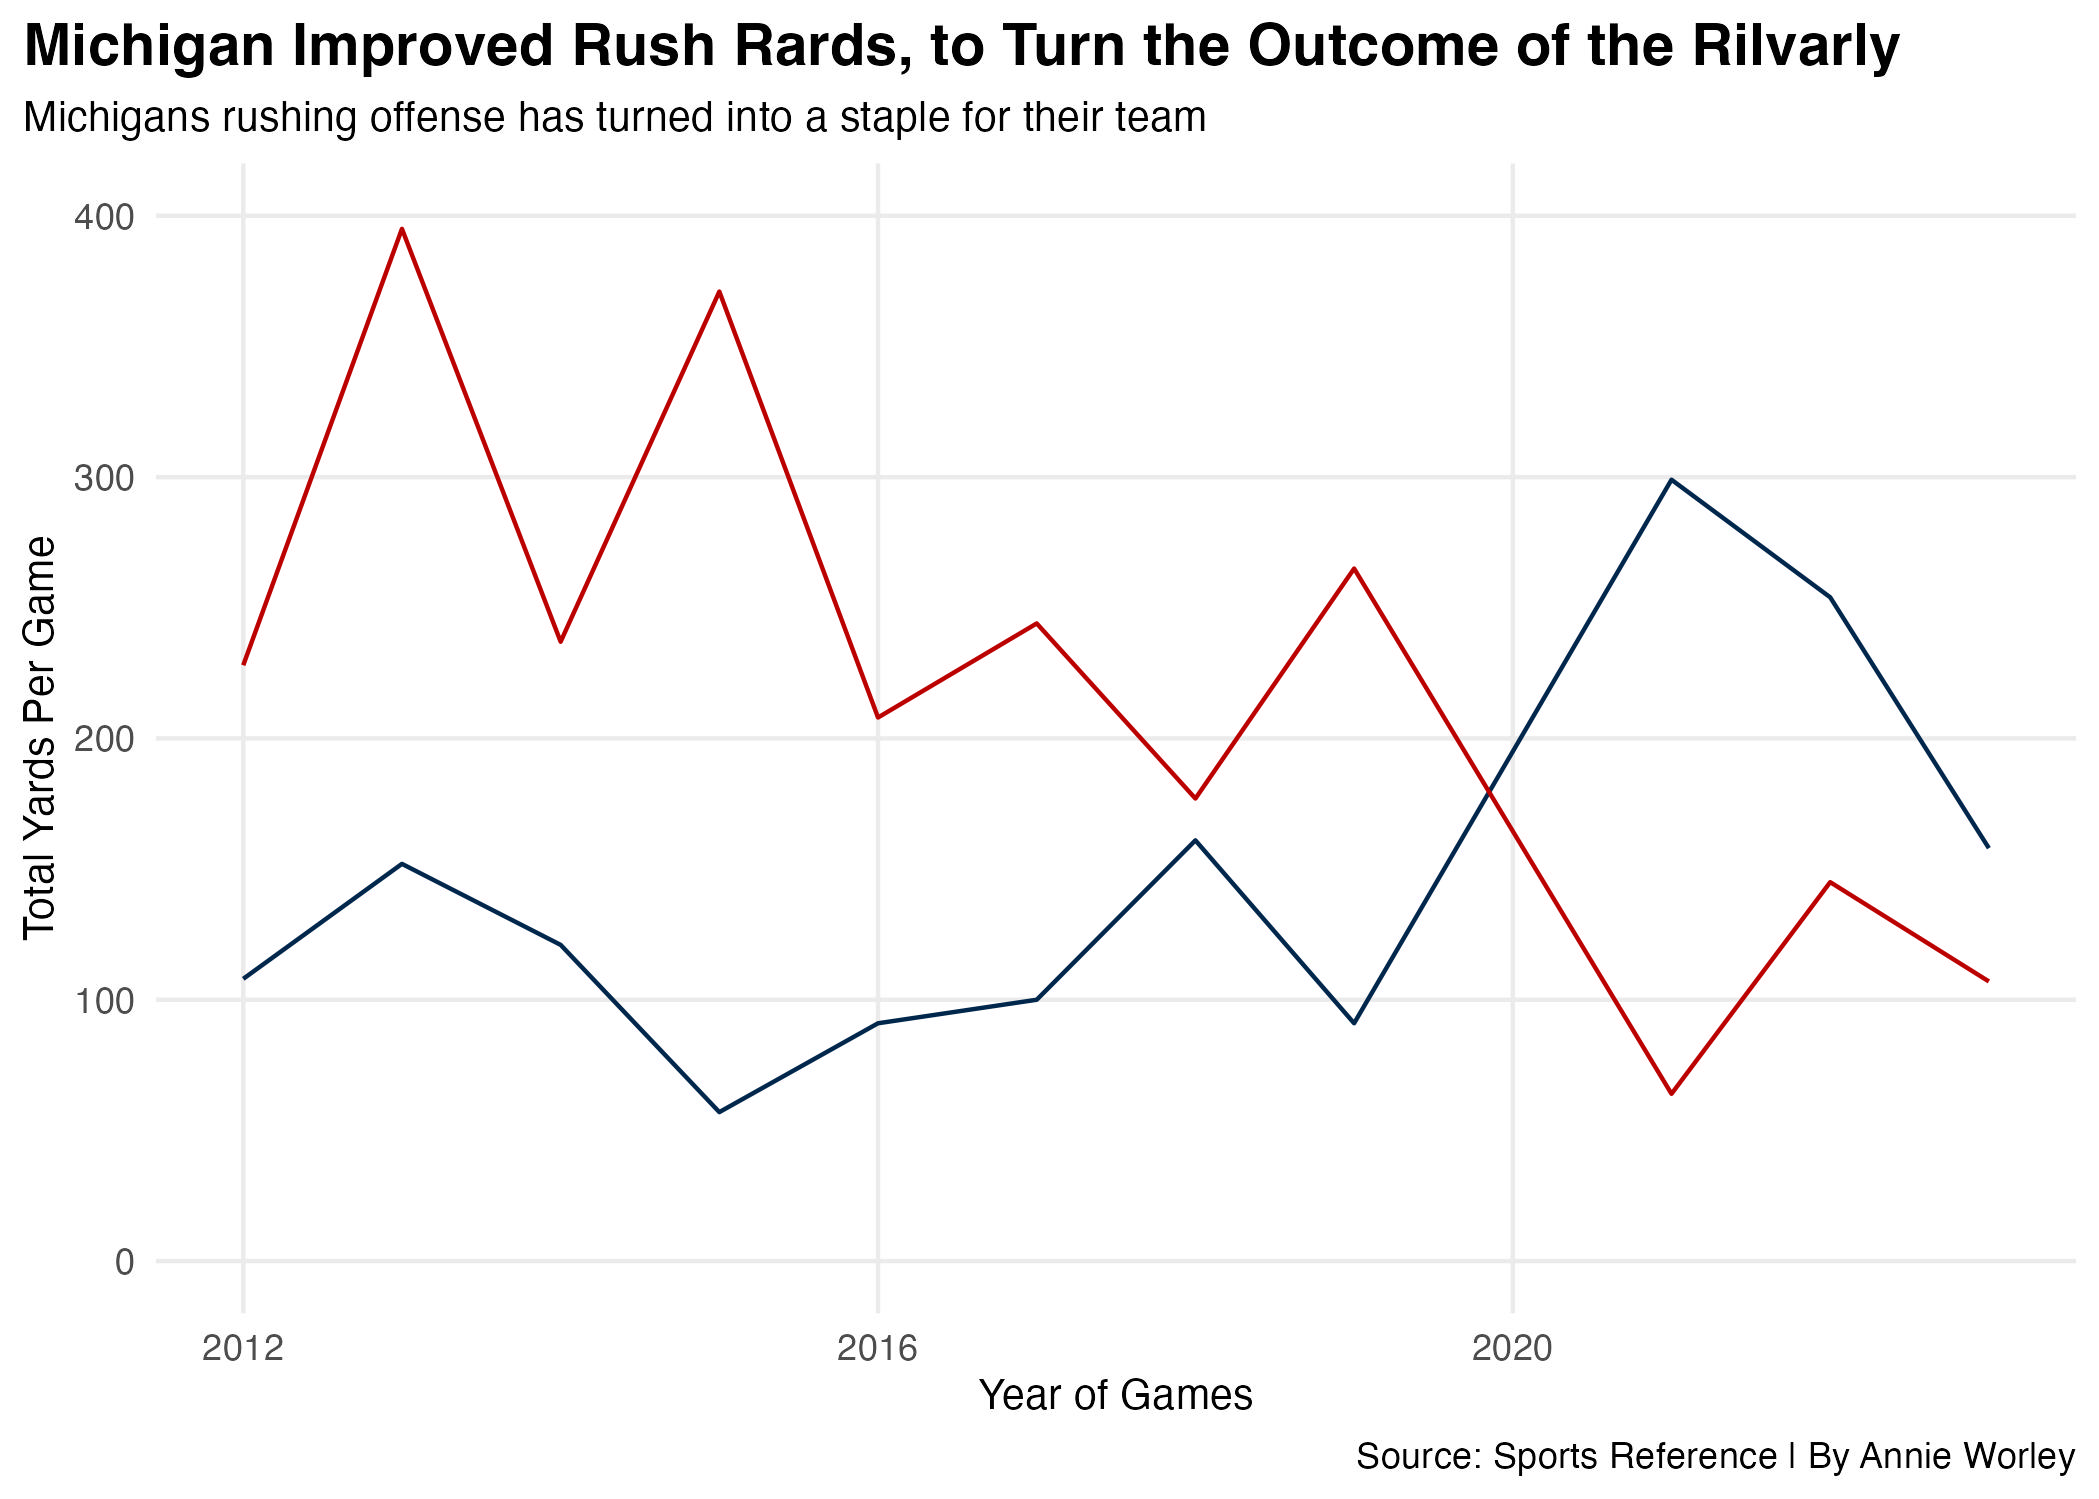 Michigan Improved Rush Rards, to Turn the Outcome of the Rilvarly
Michigans rushing offense has turned into a staple for their team
400
300
200
100
0
Total Yards Per Game
2012 2016 2020
Year of Games
Source: Sports Reference | By Annie Worley